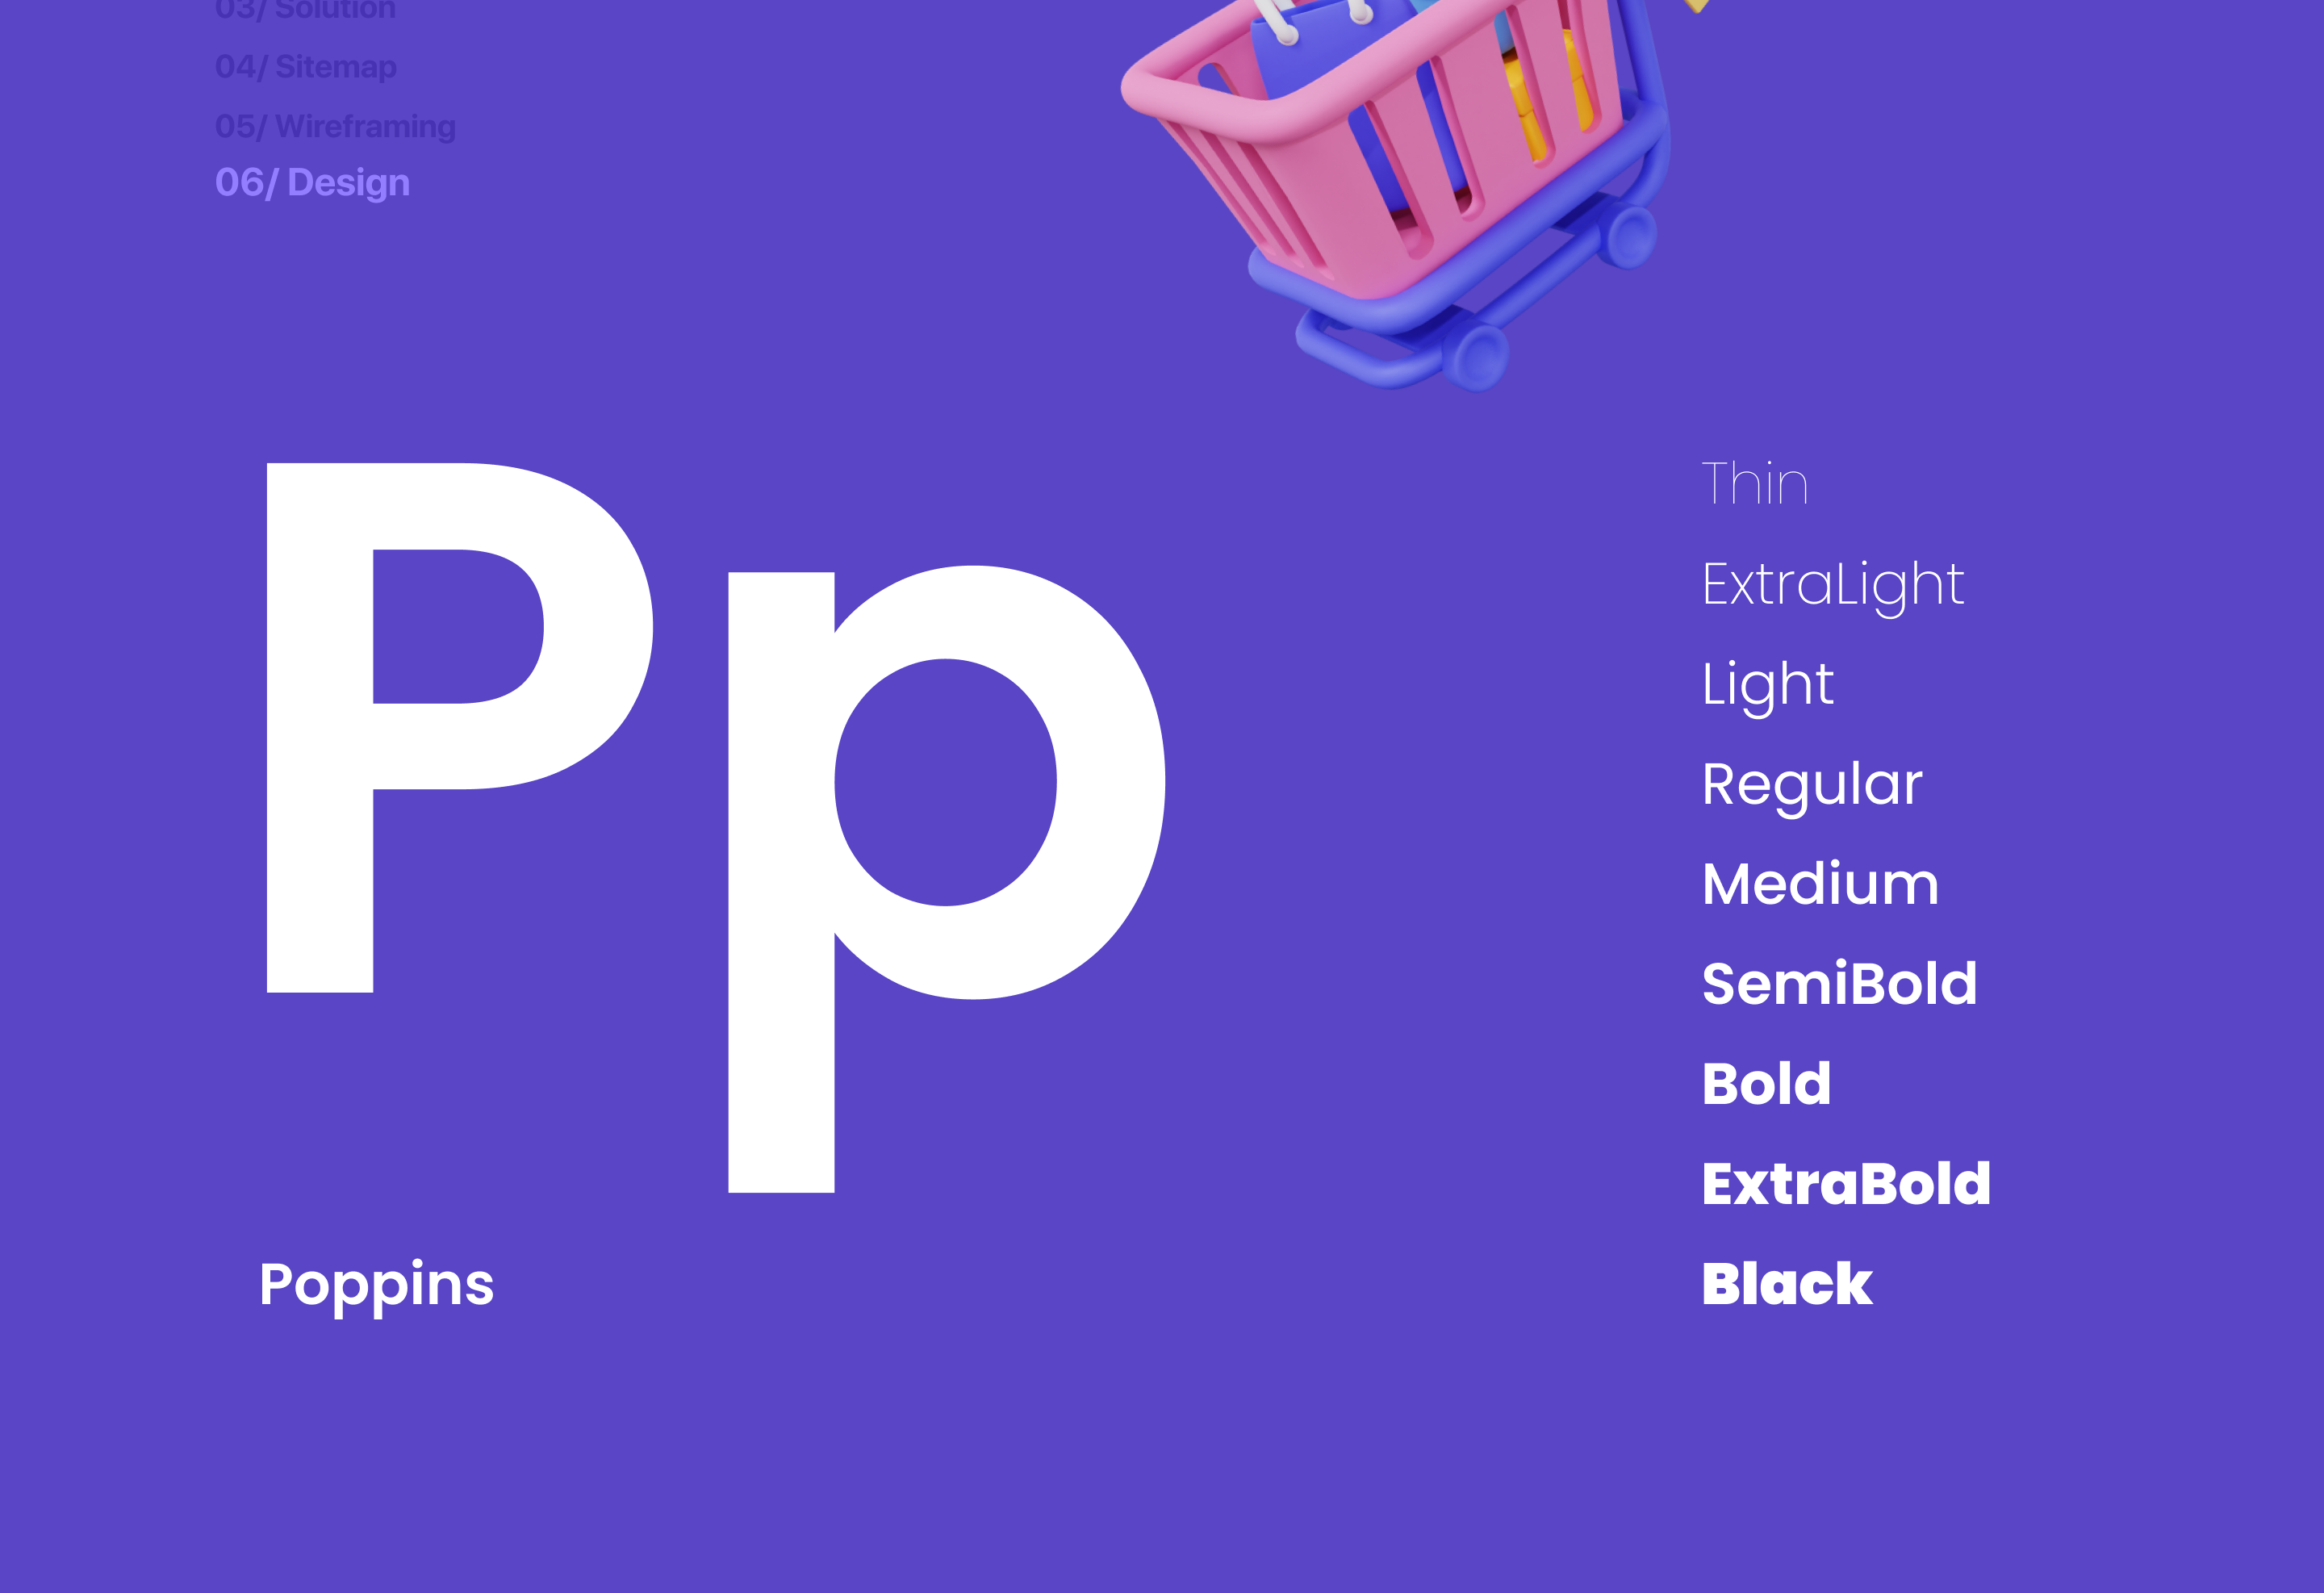 03/ Solution
04/ Sitemap
05/ Wireframing
06/ Design
Pp
Poppins
Thin
ExtraLight
Light
Regular
Medium
SemiBold
Bold
ExtraBold
Black